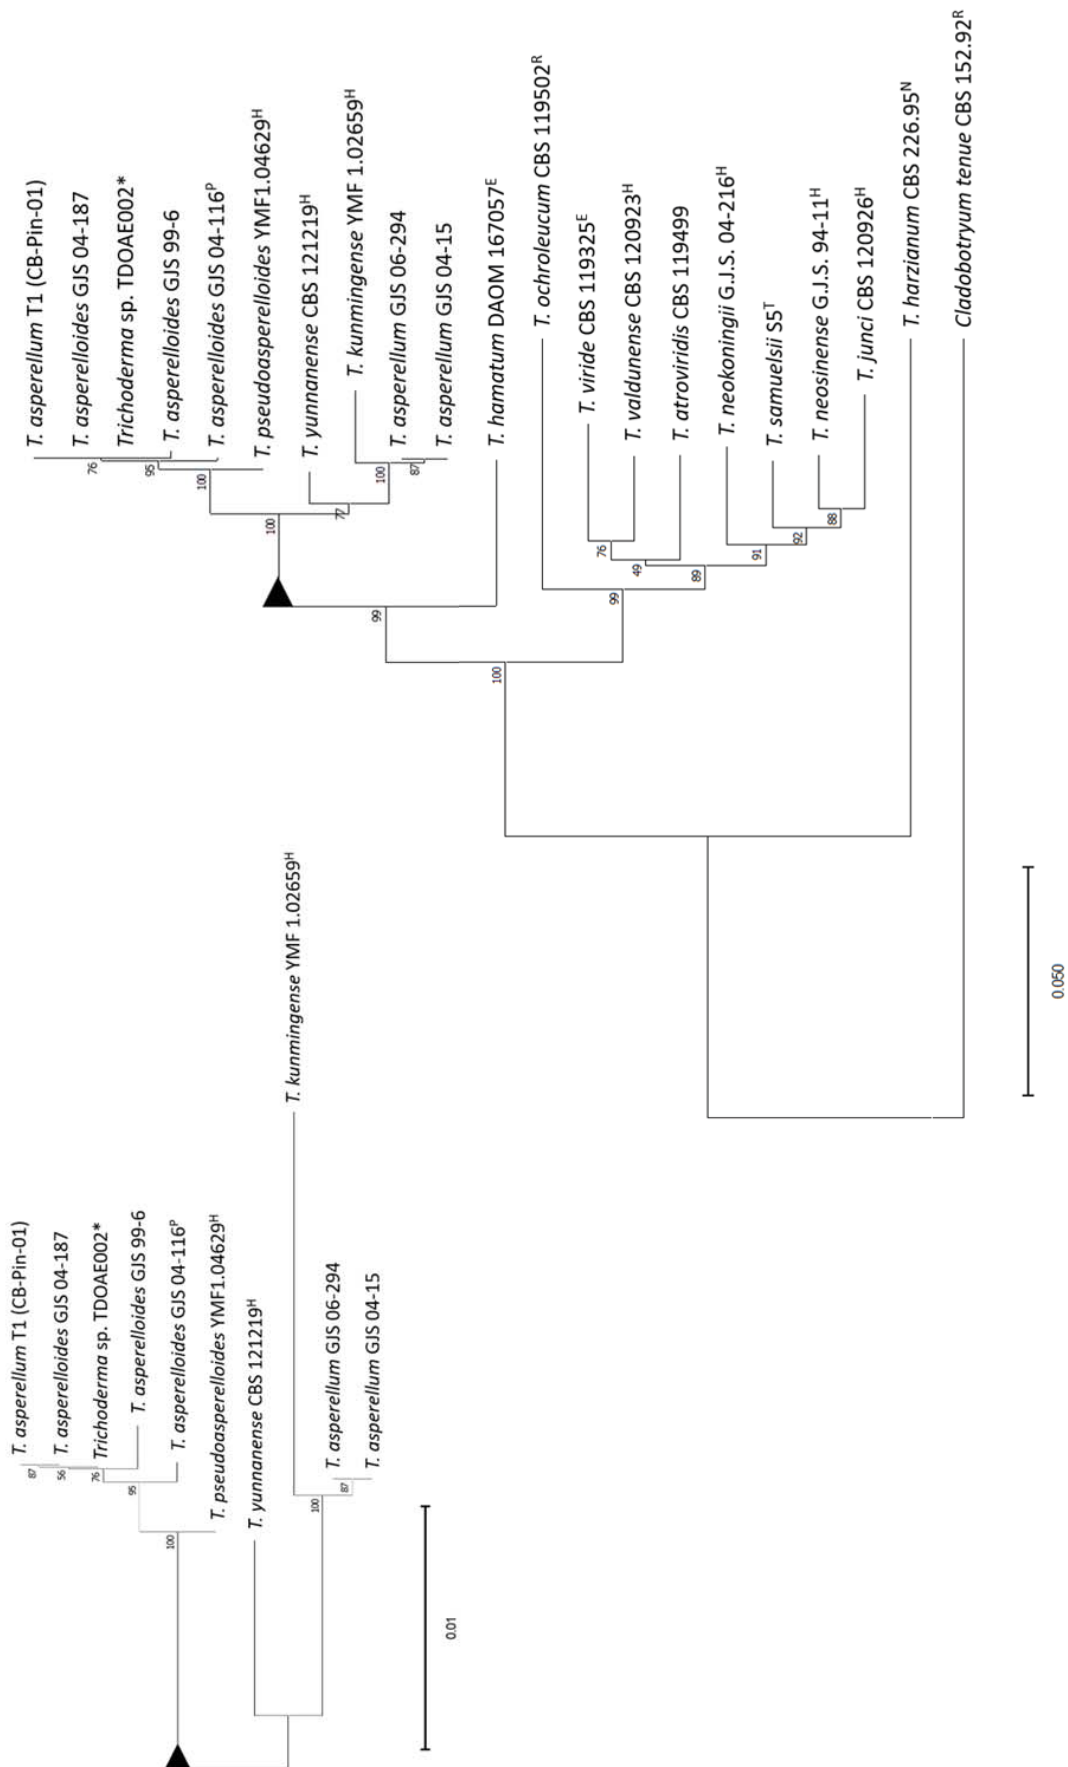 T. asperellum T1 (CB-Pin-01)
T. asperelloides GJS 04-187
Trichoderma sp. TDOAE002*
T. asperelloides GJS 99-6
T. asperelloides GJS 04-116P
T. pseudoasperelloides YMF1.04629H
T. yunnanense CBS 121219H
T. kunmingense YMF 1.02659H
T. asperellum GJS 06-294
T. asperellum GJS 04-15
87
56
76
95
100
100
87
0.01
T. asperellum T1 (CB-Pin-01)
T. asperelloides GJS 04-187
Trichoderma sp. TDOAE002*
T. asperelloides GJS 99-6
T. asperelloides GJS 04-116P
T. pseudoasperelloides YMF1.04629H
T. yunnanense CBS 121219H
T. kunmingense YMF 1.02659H
T. asperellum GJS 06-294
T. asperellum GJS 04-15
T. hamatum DAOM 167057E
T. ochroleucum CBS 119502R
T. viride CBS 119325E
T. valdunense CBS 120923H
T. atroviridis CBS 119499
T. neokoningii G.J.S. 04-216H
T. samuelsii S5T
T. neosinense G.J.S. 94-11H
T. junci CBS 120926H
T. harzianum CBS 226.95N
Cladobotryum tenue CBS 152.92R
76
95
100
100
77
100
87
99
100
99
76
49
89
91
92
88
0.050